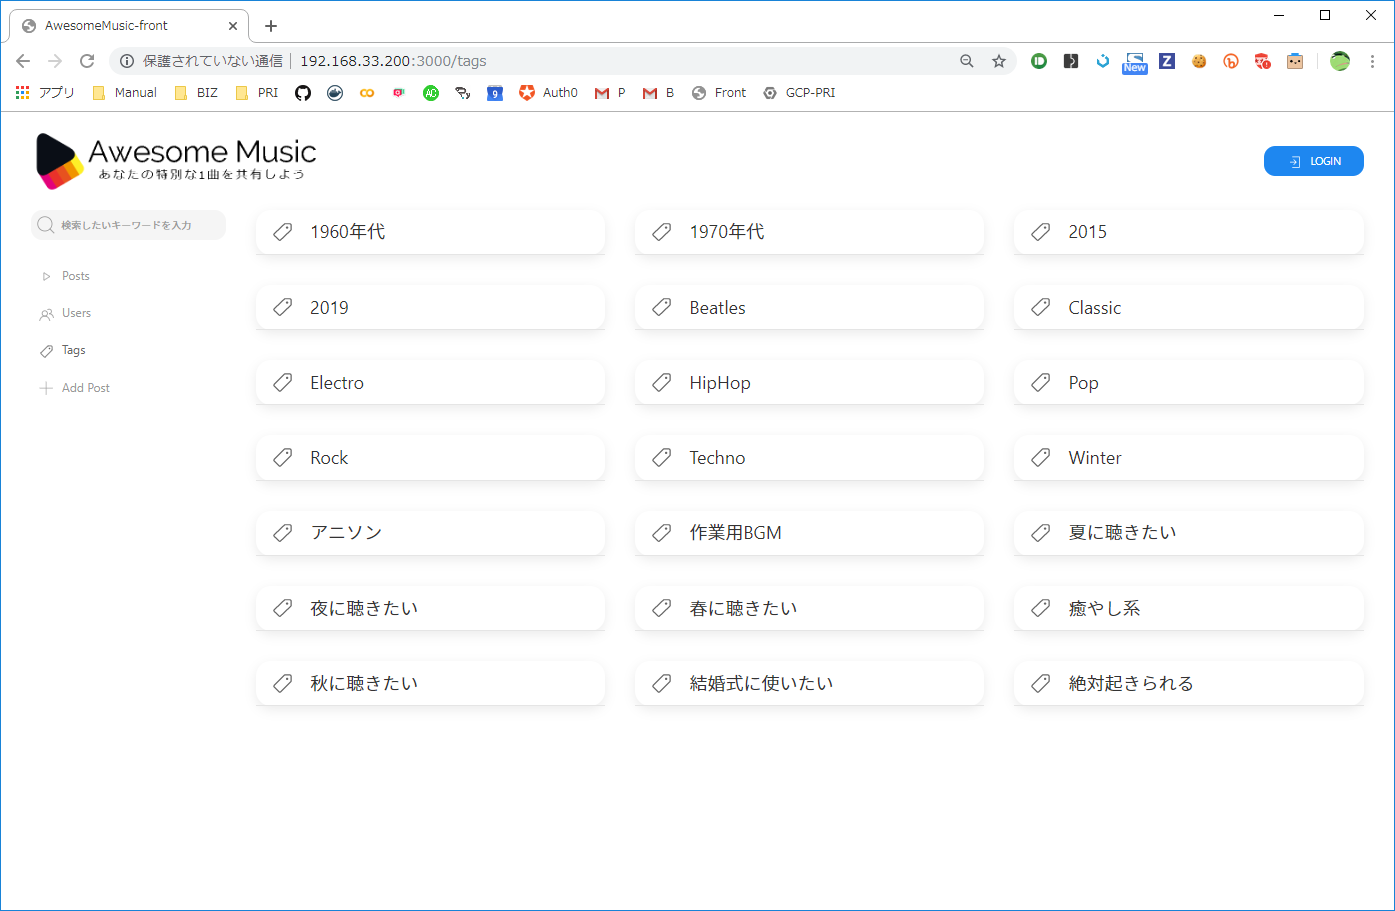 AwesomeMusic-front
保護されていない通信 192.168.33.200:3000/tags
New
Z
アプリ Manual BIZ PRI CO AC 9 Auth0 P B Front GCP-PRI
Awesome Music
あなたの特別な1曲を共有しよう
LOGIN
検索したいキーワードを入力
Posts
Users
Tags
Add Post
1960年代 1970年代 2015
2019 Beatles Classic
Electro HipHop Pop
Rock Techno Winter
アニソン 作業用BGM 夏に聴きたい
夜に聴きたい 春に聴きたい 癒やし系
秋に聴きたい 結婚式に使いたい 絶対起きられる